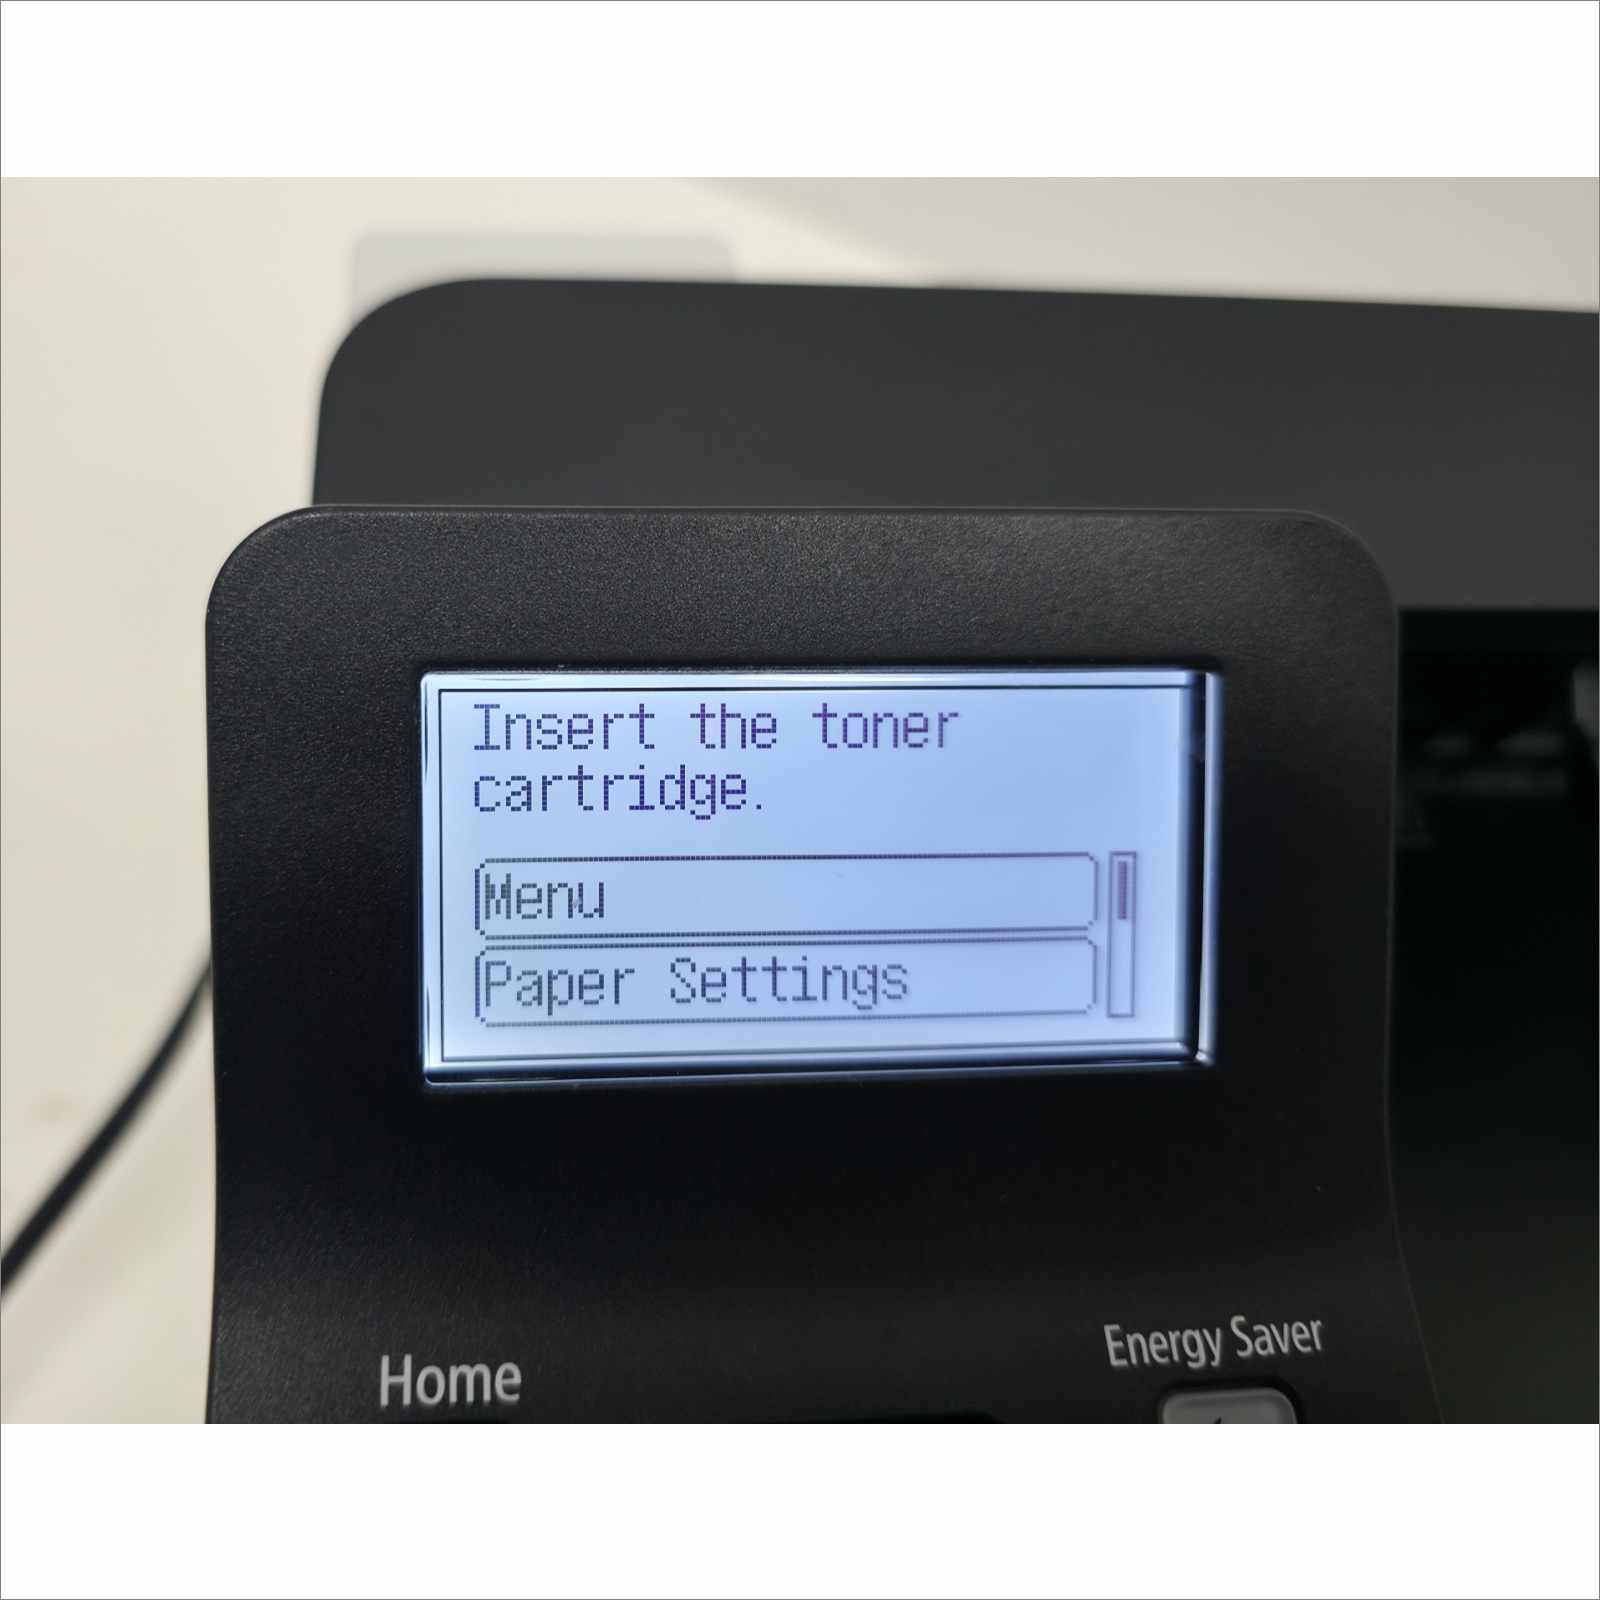 Insert the toner
cartridge.
Menu
Paper Settings
Energy Saver
Home